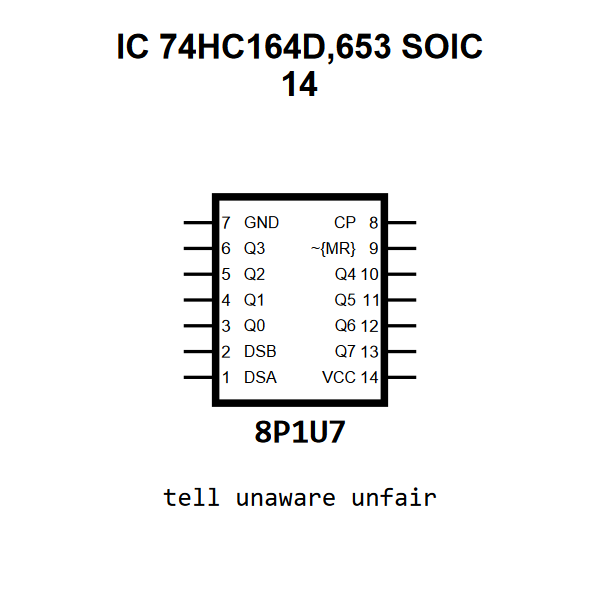 IC 74HC164D,653 SOIC
14
7 GND CP 8
6 Q3 ~{MR} 9
5 Q2 Q4 10
4 Q1 Q5 11
3 Q0 Q6 12
2 DSB Q7 13
1 DSA VCC 14
8P1U7
tell unaware unfair